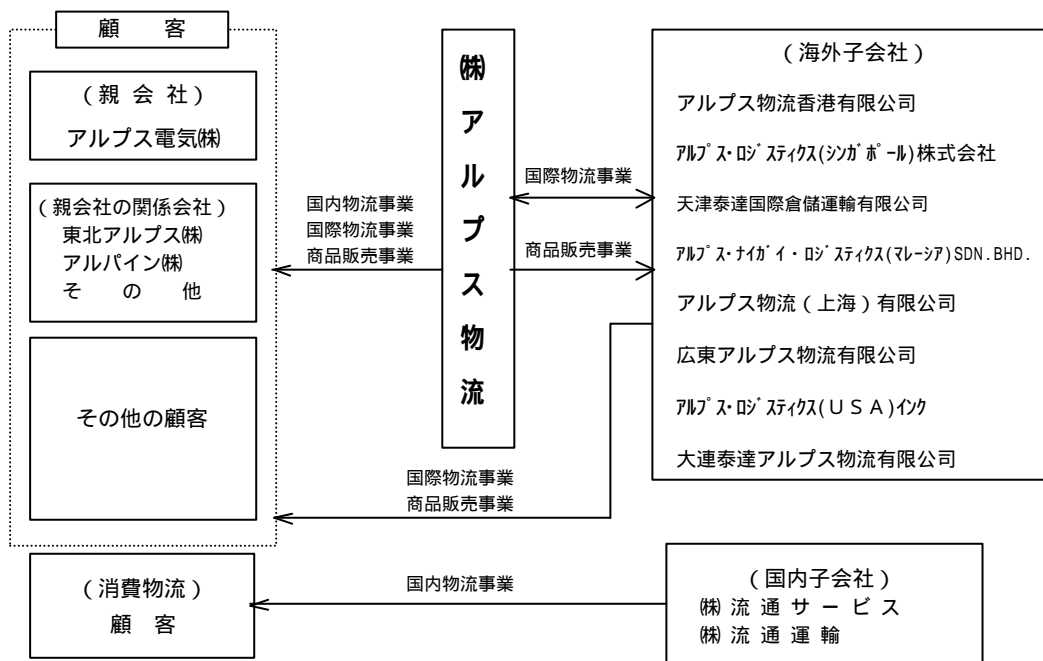 顧　客
（親 会 社）
アルプス電気㈱
（親会社の関係会社）
東北アルプス㈱
アルパイン㈱
そ　の　他
その他の顧客
国内物流事業
国際物流事業
商品販売事業
㈱アルプス物流
国際物流事業
商品販売事業
（海外子会社）
アルプス物流香港有限公司
ｱﾙﾌﾟｽ･ﾛｼﾞｽﾃｨｸｽ(ｼﾝｶﾞﾎﾟｰﾙ)株式会社
天津泰達国際倉儲運輸有限公司
ｱﾙﾌﾟｽ･ﾅｲｶﾞｲ・ﾛｼﾞｽﾃｨｸｽ(ﾏﾚｰｼｱ)SDN.BHD.
アルプス物流（上海）有限公司
広東アルプス物流有限公司
ｱﾙﾌﾟｽ･ﾛｼﾞｽﾃｨｸｽ(ＵＳＡ)ｲﾝｸ
大連泰達アルプス物流有限公司
国際物流事業
商品販売事業
（消費物流）
顧　客
国内物流事業
（国内子会社）
㈱ 流 通 サ ー ビ ス
㈱ 流 通 運 輸